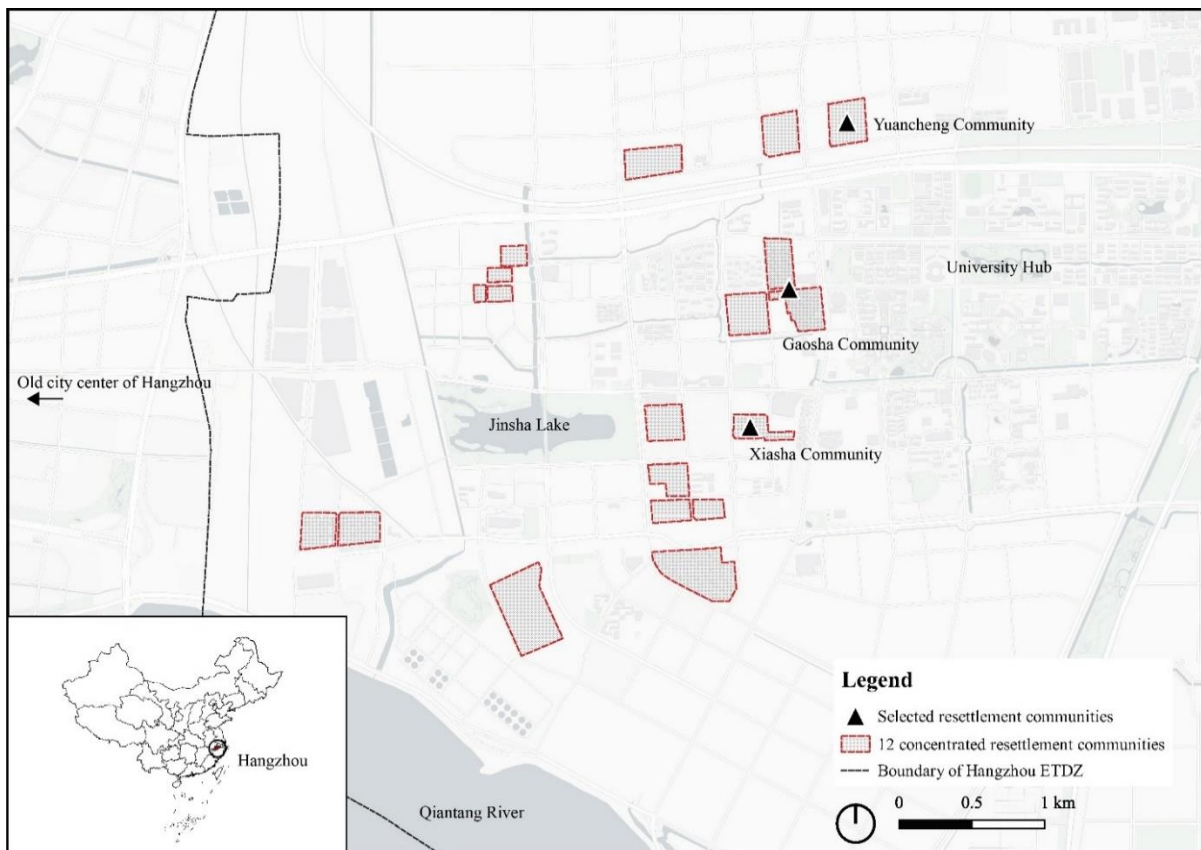 Yuancheng Community
University Hub
Gaosha Community
Old city center of Hangzhou
Jinsha Lake
Xiasha Community
Hangzhou
Qiantang River
Legend
Selected resettlement communities
12 concentrated resettlement communities
Boundary of Hangzhou ETDZ
0 0.5 1 km